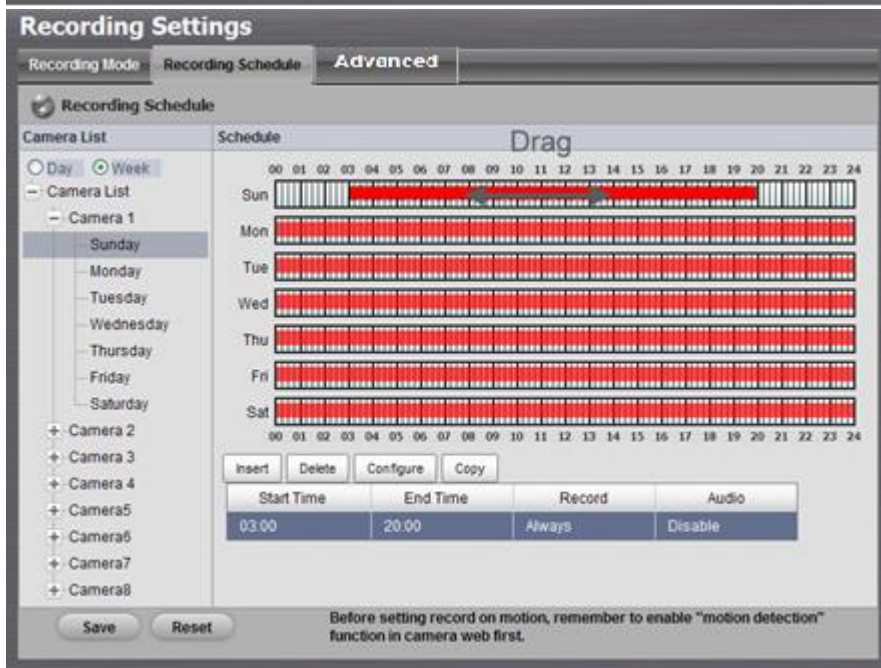 Recording Settings
Recording Mode Recording Schedule Advanced
Recording Schedule
Camera List Schedule Drag
Day Week
00 01 02 03 04 05 06 07 08 09 10 11 12 13 14 15 16 17 18 19 20 21 22 23 24
Camera List
Sun
Camera 1
Mon
Sunday
Monday
Tue
Tuesday
Wed
Wednesday
Thu
Thursday
Friday
Fri
Saturday
Sat
Camera 2
00 01 02 03 04 05 06 07 08 09 10 11 12 13 14 15 16 17 18 19 20 21 22 23 24
Camera 3
Insert Delete Configure Copy
Camera 4
Start Time End Time Record Audio
Camera5
03:00 20:00 Always Disable
Camera6
Camera7
Camera8
Save Reset
Before setting record on motion, remember to enable "motion detection"
function in camera web first.